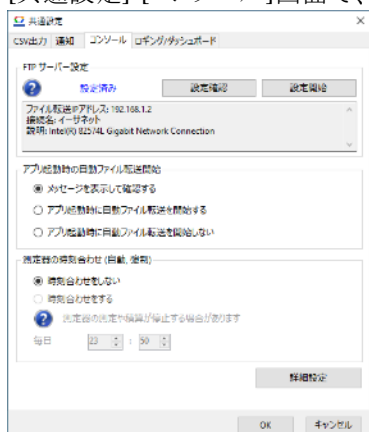 [共通設定]-[コンソール]画面で、
共通設定
CSV出力 通知 コンソール ロギング/ダッシュボード
FTP サーバー設定
設定済み 設定確認 設定開始
ファイル転送IPアドレス: 192.168.1.2
接続名: イーサネット
説明: Intel(R) 82574L Gigabit Network Connection
アプリ起動時の自動ファイル転送開始
メッセージを表示して確認する
アプリ起動時に自動ファイル転送を開始する
アプリ起動時に自動ファイル転送を開始しない
測定器の時刻合わせ (自動, 強制)
時刻合わせをしない
時刻合わせをする
測定器の測定や積算が停止する場合があります
毎日 23 : 50
詳細設定
OK キャンセル